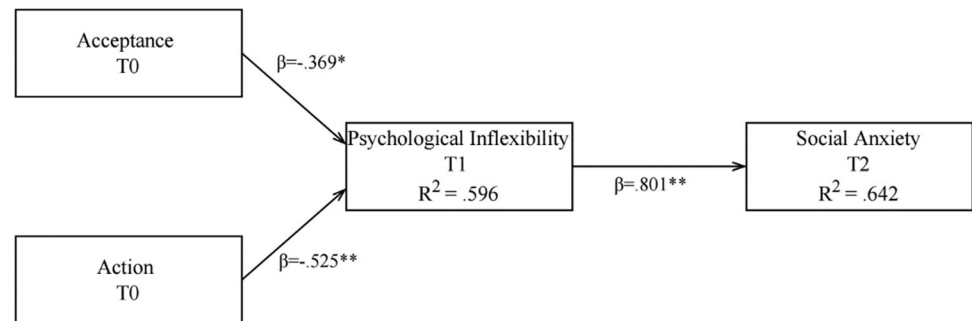 Acceptance
T0
β=-.369*
Psychological Inflexibility
T1
R² = .596
β=.801**
Social Anxiety
T2
R² = .642
β=-.525**
Action
T0